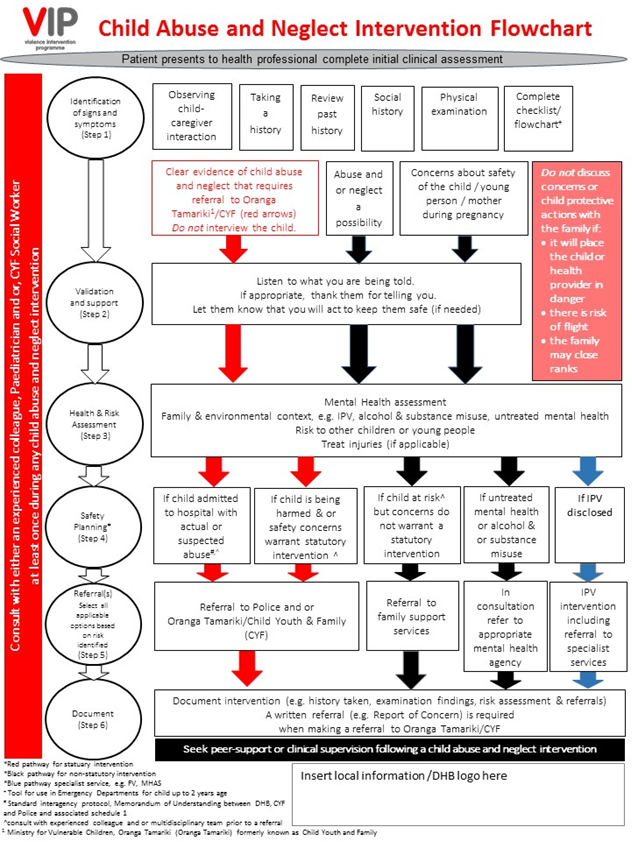 VIP
violence intervention
programme
Child Abuse and Neglect Intervention Flowchart
Patient presents to health professional complete initial clinical assessment
Consult with either an experienced colleague, Paediatrician and or, CYF Social Worker
at least once during any child abuse and neglect intervention
Identification
of signs and
symptoms
(Step 1)
Observing
child-
caregiver
interaction
Taking
a
history
Review
past
history
Social
history
Physical
examination
Complete
checklist/
flowchart⁺
Clear evidence of child abuse
and neglect that requires
referral to Oranga
Tamariki¹/CYF (red arrows)
Do not interview the child.
Abuse and
or neglect
a
possibility
Concerns about safety
of the child / young
person / mother
during pregnancy
Do not discuss
concerns or
child protective
actions with
the family if:
• it will place
the child or
health
provider in
danger
• there is risk
of flight
• the family
may close
ranks
Validation
and support
(Step 2)
Listen to what you are being told.
If appropriate, thank them for telling you.
Let them know that you will act to keep them safe (if needed)
Health & Risk
Assessment
(Step 3)
Mental Health assessment
Family & environmental context, e.g. IPV, alcohol & substance misuse, untreated mental health
Risk to other children or young people
Treat injuries (if applicable)
Safety
Planning*
(Step 4)
If child admitted
to hospital with
actual or
suspected
abuse#,^
If child is being
harmed & or
safety concerns
warrant statutory
intervention ^
If child at risk^
but concerns do
not warrant a
statutory
intervention
If untreated
mental health
or alcohol &
or substance
misuse
If IPV
disclosed
Referral(s)
Select all
applicable
options based
on risk
identified
(Step 5)
Referral to Police and or
Oranga Tamariki/Child Youth & Family
(CYF)
Referral to
family support
services
In
consultation
refer to
appropriate
mental health
agency
IPV
intervention
including
referral to
specialist
services
Document
(Step 6)
Document intervention (e.g. history taken, examination findings, risk assessment & referrals)
A written referral (e.g. Report of Concern) is required
when making a referral to Oranga Tamariki/CYF
Seek peer-support or clinical supervision following a child abuse and neglect intervention
*Red pathway for statuary intervention
*Black pathway for non-statutory intervention
*Blue pathway specialist service, e.g. FV, MHAS
⁺ Tool for use in Emergency Departments for child up to 2 years age
# Standard interagency protocol, Memorandum of Understanding between DHB, CYF
and Police and associated schedule 1
^consult with experienced colleague and or multidisciplinary team prior to a referral
¹ Ministry for Vulnerable Children, Oranga Tamariki (Oranga Tamariki) formerly known as Child Youth and Family
Insert local information /DHB logo here